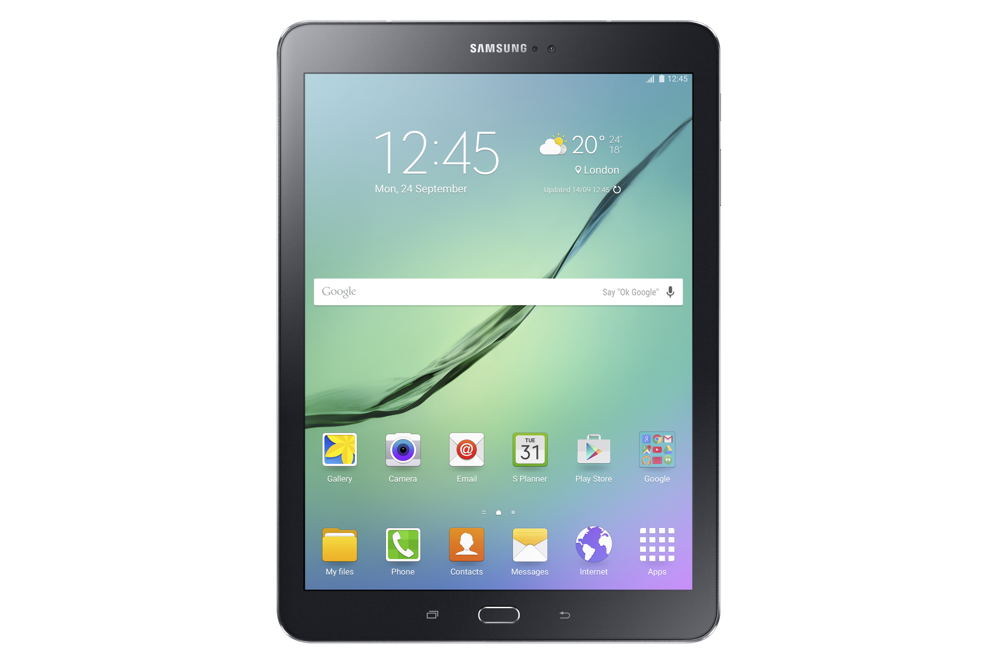 SAMSUNG
12:45
12:45
20° 24°
18°
London
Mon, 24 September
Updated 14/09 12:45
Google
Say "Ok Google"
@
TUE
31
Gallery
Camera
Email
S Planner
Play Store
Google
My files
Phone
Contacts
Messages
Internet
Apps